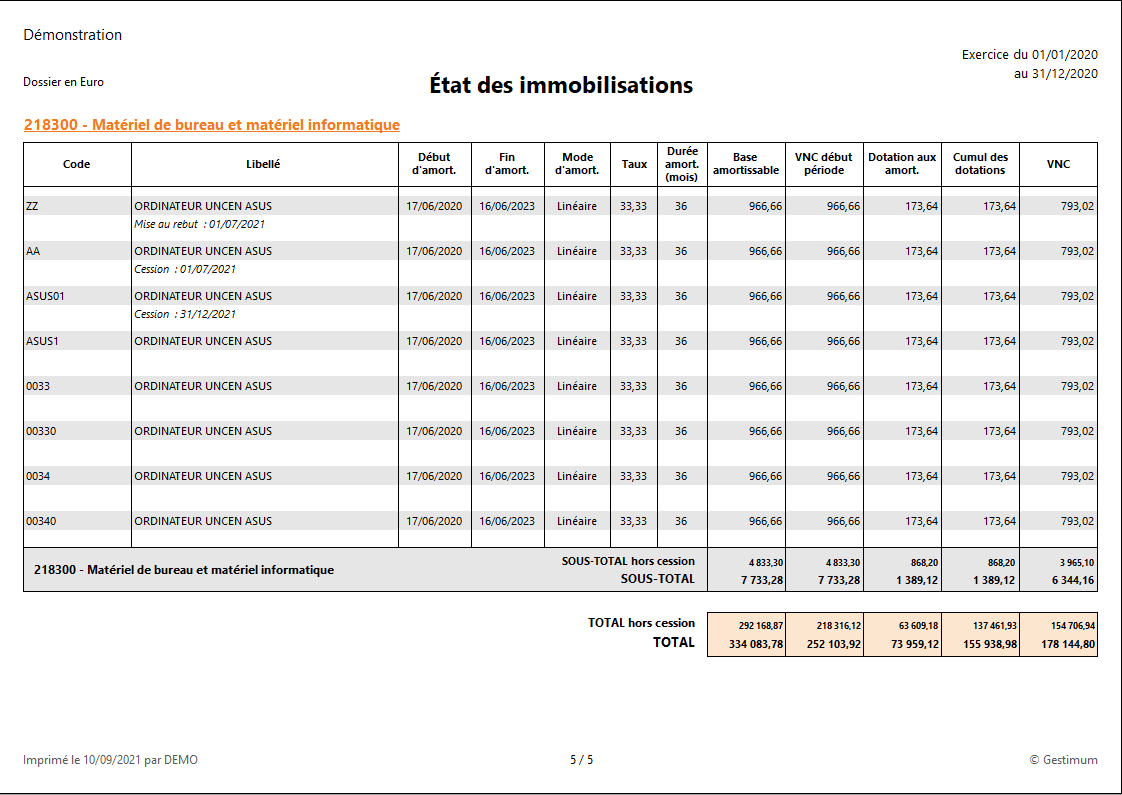 Démonstration
Exercice du 01/01/2020
au 31/12/2020
Dossier en Euro
État des immobilisations
218300 - Matériel de bureau et matériel informatique
Code Libellé Début d'amort. Fin d'amort. Mode d'amort. Taux Durée amort. (mois) Base amortissable VNC début période Dotation aux amort. Cumul des dotations VNC
ZZ ORDINATEUR UNCEN ASUS 17/06/2020 16/06/2023 Linéaire 33,33 36 966,66 966,66 173,64 173,64 793,02
Mise au rebut : 01/07/2021
AA ORDINATEUR UNCEN ASUS 17/06/2020 16/06/2023 Linéaire 33,33 36 966,66 966,66 173,64 173,64 793,02
Cession : 01/07/2021
ASUS01 ORDINATEUR UNCEN ASUS 17/06/2020 16/06/2023 Linéaire 33,33 36 966,66 966,66 173,64 173,64 793,02
Cession : 31/12/2021
ASUS1 ORDINATEUR UNCEN ASUS 17/06/2020 16/06/2023 Linéaire 33,33 36 966,66 966,66 173,64 173,64 793,02
0033 ORDINATEUR UNCEN ASUS 17/06/2020 16/06/2023 Linéaire 33,33 36 966,66 966,66 173,64 173,64 793,02
00330 ORDINATEUR UNCEN ASUS 17/06/2020 16/06/2023 Linéaire 33,33 36 966,66 966,66 173,64 173,64 793,02
0034 ORDINATEUR UNCEN ASUS 17/06/2020 16/06/2023 Linéaire 33,33 36 966,66 966,66 173,64 173,64 793,02
00340 ORDINATEUR UNCEN ASUS 17/06/2020 16/06/2023 Linéaire 33,33 36 966,66 966,66 173,64 173,64 793,02
218300 - Matériel de bureau et matériel informatique
SOUS-TOTAL hors cession 4 833,30 4 833,30 868,20 868,20 3 965,10
SOUS-TOTAL 7 733,28 7 733,28 1 389,12 1 389,12 6 344,16
TOTAL hors cession 292 168,87 218 316,12 63 609,18 137 461,93 154 706,94
TOTAL 334 083,78 252 103,92 73 959,12 155 938,98 178 144,80
Imprimé le 10/09/2021 par DEMO 5 / 5 © Gestimum